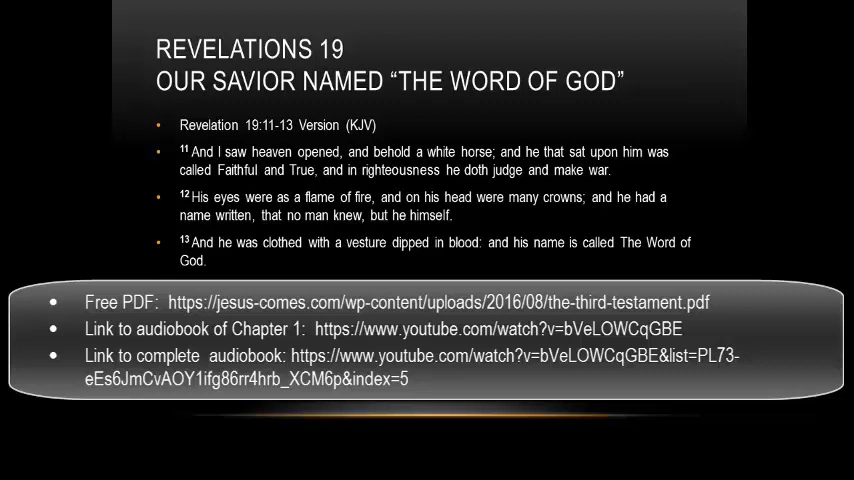 REVELATIONS 19
OUR SAVIOR NAMED “THE WORD OF GOD”
• Revelation 19:11-13 Version (KJV)
• 11 And I saw heaven opened, and behold a white horse; and he that sat upon him was
called Faithful and True, and in righteousness he doth judge and make war.
• 12 His eyes were as a flame of fire, and on his head were many crowns; and he had a
name written, that no man knew, but he himself.
• 13 And he was clothed with a vesture dipped in blood: and his name is called The Word of
God.
• Free PDF: https://jesus-comes.com/wp-content/uploads/2016/08/the-third-testament.pdf
• Link to audiobook of Chapter 1: https://www.youtube.com/watch?v=bVeLOWCqGBE
• Link to complete audiobook: https://www.youtube.com/watch?v=bVeLOWCqGBE&list=PL73-
eEs6JmCvAOY1ifg86rr4hrb_XCM6p&index=5